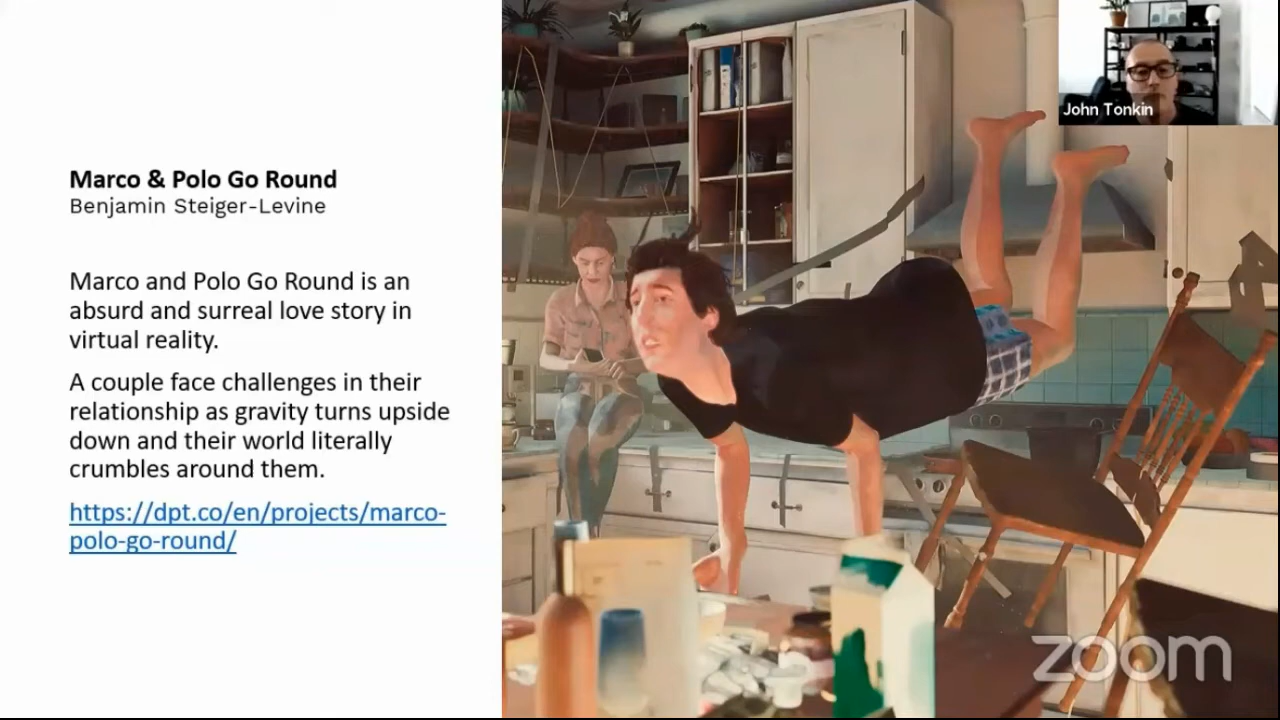 Marco & Polo Go Round
Benjamin Steiger-Levine
Marco and Polo Go Round is an
absurd and surreal love story in
virtual reality.
A couple face challenges in their
relationship as gravity turns upside
down and their world literally
crumbles around them.
https://dpt.co/en/projects/marco-
polo-go-round/
John Tonkin
zoom